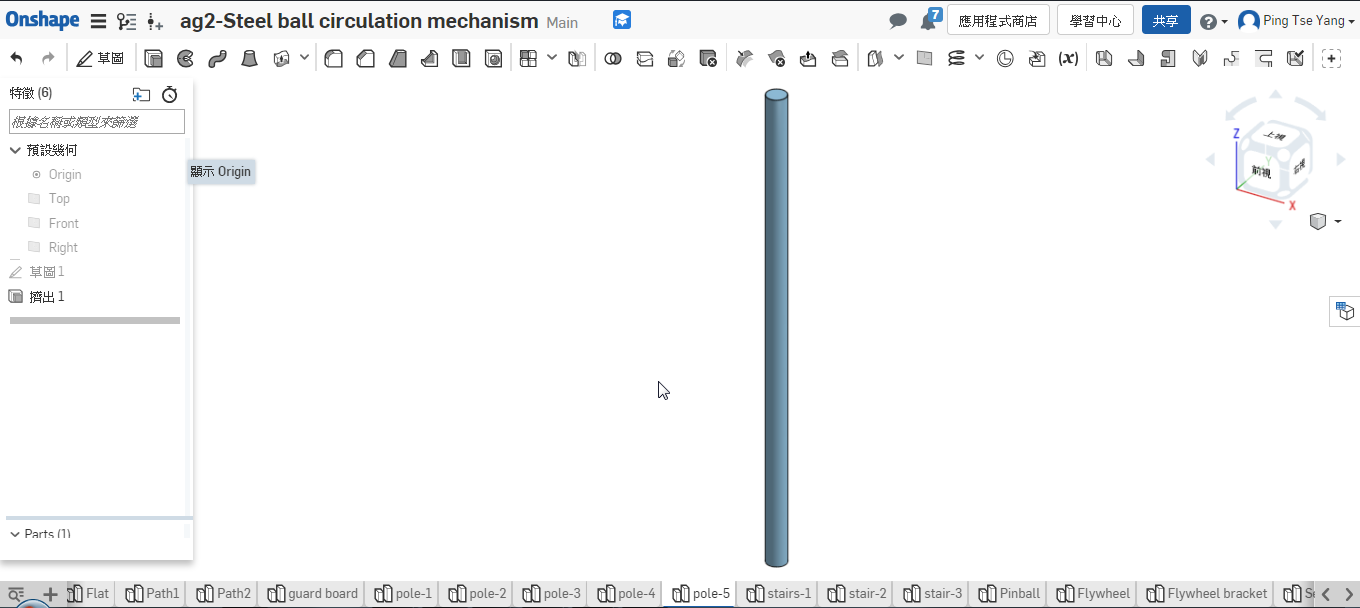 Onshape ag2-Steel ball circulation mechanism Main 7 應用程式商店 學習中心 共享 Ping Tse Yang
草圖 (x)
特徵 (6)
根據名稱或類型來篩選
預設幾何
顯示 Origin
Origin
Top
Front
Right
草圖 1
擠出 1
Parts (1)
Z
上視
前視
右視
Y
X
Flat Path1 Path2 guard board pole-1 pole-2 pole-3 pole-4 pole-5 stairs-1 stair-2 stair-3 Pinball Flywheel Flywheel bracket